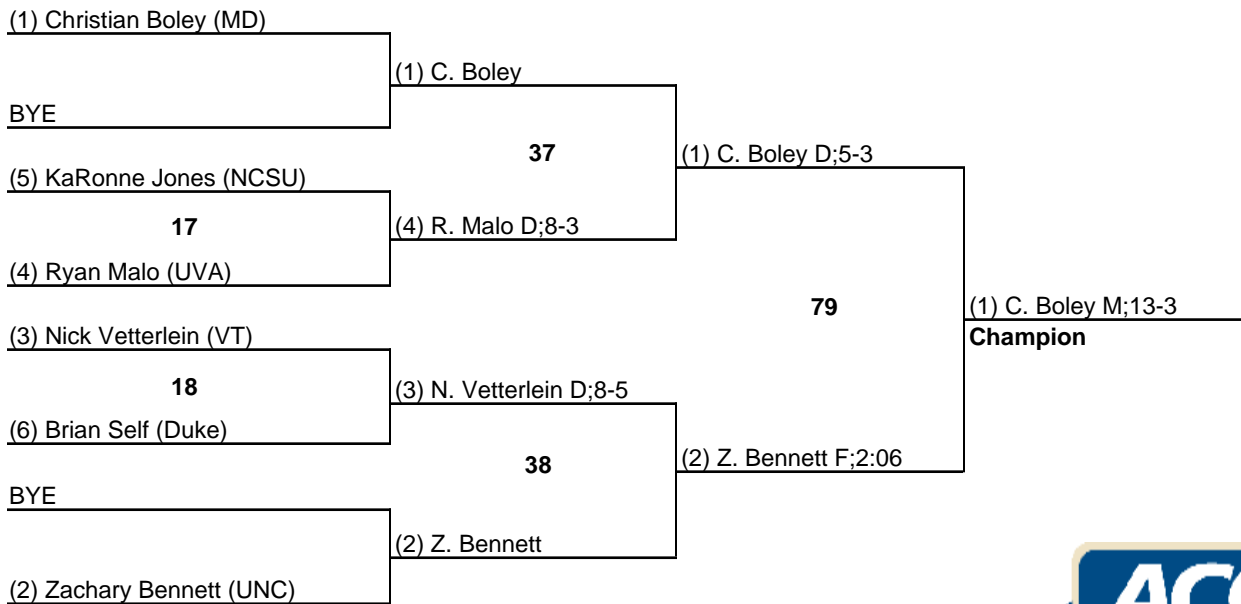 (1) Christian Boley (MD)
(1) C. Boley
BYE
37
(1) C. Boley D;5-3
(5) KaRonne Jones (NCSU)
17
(4) R. Malo D;8-3
(4) Ryan Malo (UVA)
79
(1) C. Boley M;13-3
Champion
(3) Nick Vetterlein (VT)
18
(3) N. Vetterlein D;8-5
(6) Brian Self (Duke)
38
(2) Z. Bennett F;2:06
BYE
(2) Z. Bennett
(2) Zachary Bennett (UNC)
ACC